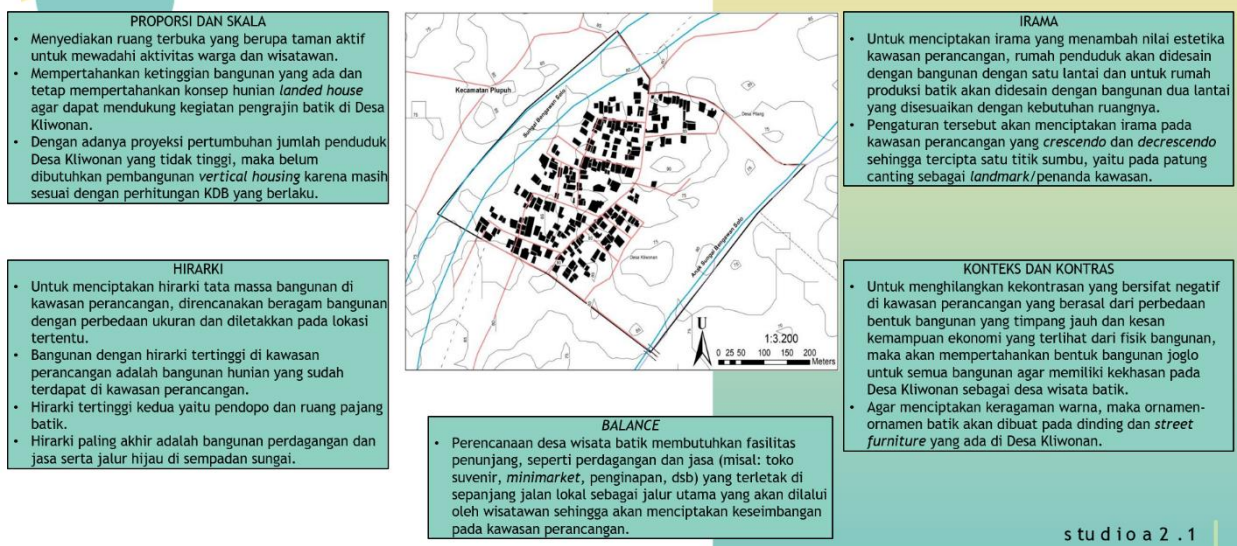 PROPORSI DAN SKALA
• Menyediakan ruang terbuka yang berupa taman aktif
untuk mewadahi aktivitas warga dan wisatawan.
• Mempertahankan ketinggian bangunan yang ada dan
tetap mempertahankan konsep hunian landed house
agar dapat mendukung kegiatan pengrajin batik di Desa
Kliwonan.
• Dengan adanya proyeksi pertumbuhan jumlah penduduk
Desa Kliwonan yang tidak tinggi, maka belum
dibutuhkan pembangunan vertical housing karena masih
sesuai dengan perhitungan KDB yang berlaku.
HIRARKI
• Untuk menciptakan hirarki tata massa bangunan di
kawasan perancangan, direncanakan beragam bangunan
dengan perbedaan ukuran dan diletakkan pada lokasi
tertentu.
• Bangunan dengan hirarki tertinggi di kawasan
perancangan adalah bangunan hunian yang sudah
terdapat di kawasan perancangan.
• Hirarki tertinggi kedua yaitu pendopo dan ruang pajang
batik.
• Hirarki paling akhir adalah bangunan perdagangan dan
jasa serta jalur hijau di sempadan sungai.
Kecamatan Plupuh
Sungai Bengawan Solo
Desa Pilang
Desa Kliwonan
Anak Sungai Bengawan Solo
U
1:3.200
0 25 50 100 150 200
Meters
BALANCE
• Perencanaan desa wisata batik membutuhkan fasilitas
penunjang, seperti perdagangan dan jasa (misal: toko
suvenir, minimarket, penginapan, dsb) yang terletak di
sepanjang jalan lokal sebagai jalur utama yang akan dilalui
oleh wisatawan sehingga akan menciptakan keseimbangan
pada kawasan perancangan.
IRAMA
• Untuk menciptakan irama yang menambah nilai estetika
kawasan perancangan, rumah penduduk akan didesain
dengan bangunan dengan satu lantai dan untuk rumah
produksi batik akan didesain dengan bangunan dua lantai
yang disesuaikan dengan kebutuhan ruangnya.
• Pengaturan tersebut akan menciptakan irama pada
kawasan perancangan yang crescendo dan decrescendo
sehingga tercipta satu titik sumbu, yaitu pada patung
canting sebagai landmark/penanda kawasan.
KONTEKS DAN KONTRAS
• Untuk menghilangkan kekontrasan yang bersifat negatif
di kawasan perancangan yang berasal dari perbedaan
bentuk bangunan yang timpang jauh dan kesan
kemampuan ekonomi yang terlihat dari fisik bangunan,
maka akan mempertahankan bentuk bangunan joglo
untuk semua bangunan agar memiliki kekhasan pada
Desa Kliwonan sebagai desa wisata batik.
• Agar menciptakan keragaman warna, maka ornamen-
ornamen batik akan dibuat pada dinding dan street
furniture yang ada di Desa Kliwonan.
studioa2.1